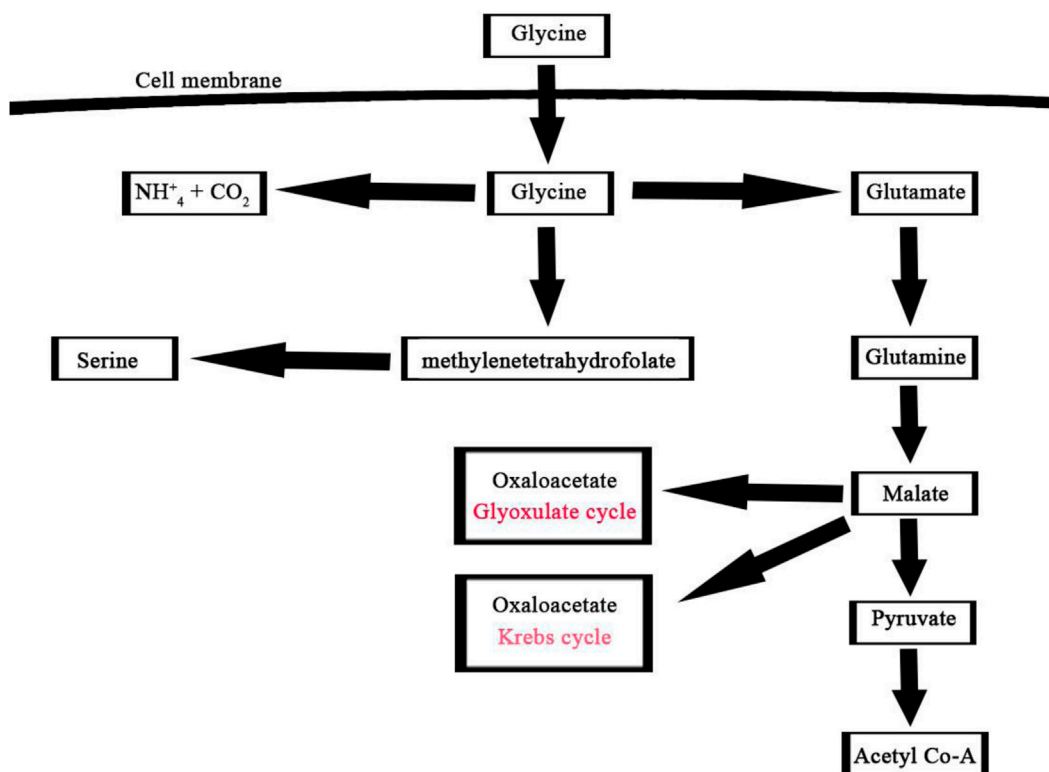 Glycine
Cell membrane
NH⁺₄ + CO₂
Glycine
Glutamate
Serine
methylenetetrahydrofolate
Glutamine
Oxaloacetate
Glyoxulate cycle
Malate
Oxaloacetate
Krebs cycle
Pyruvate
Acetyl Co-A